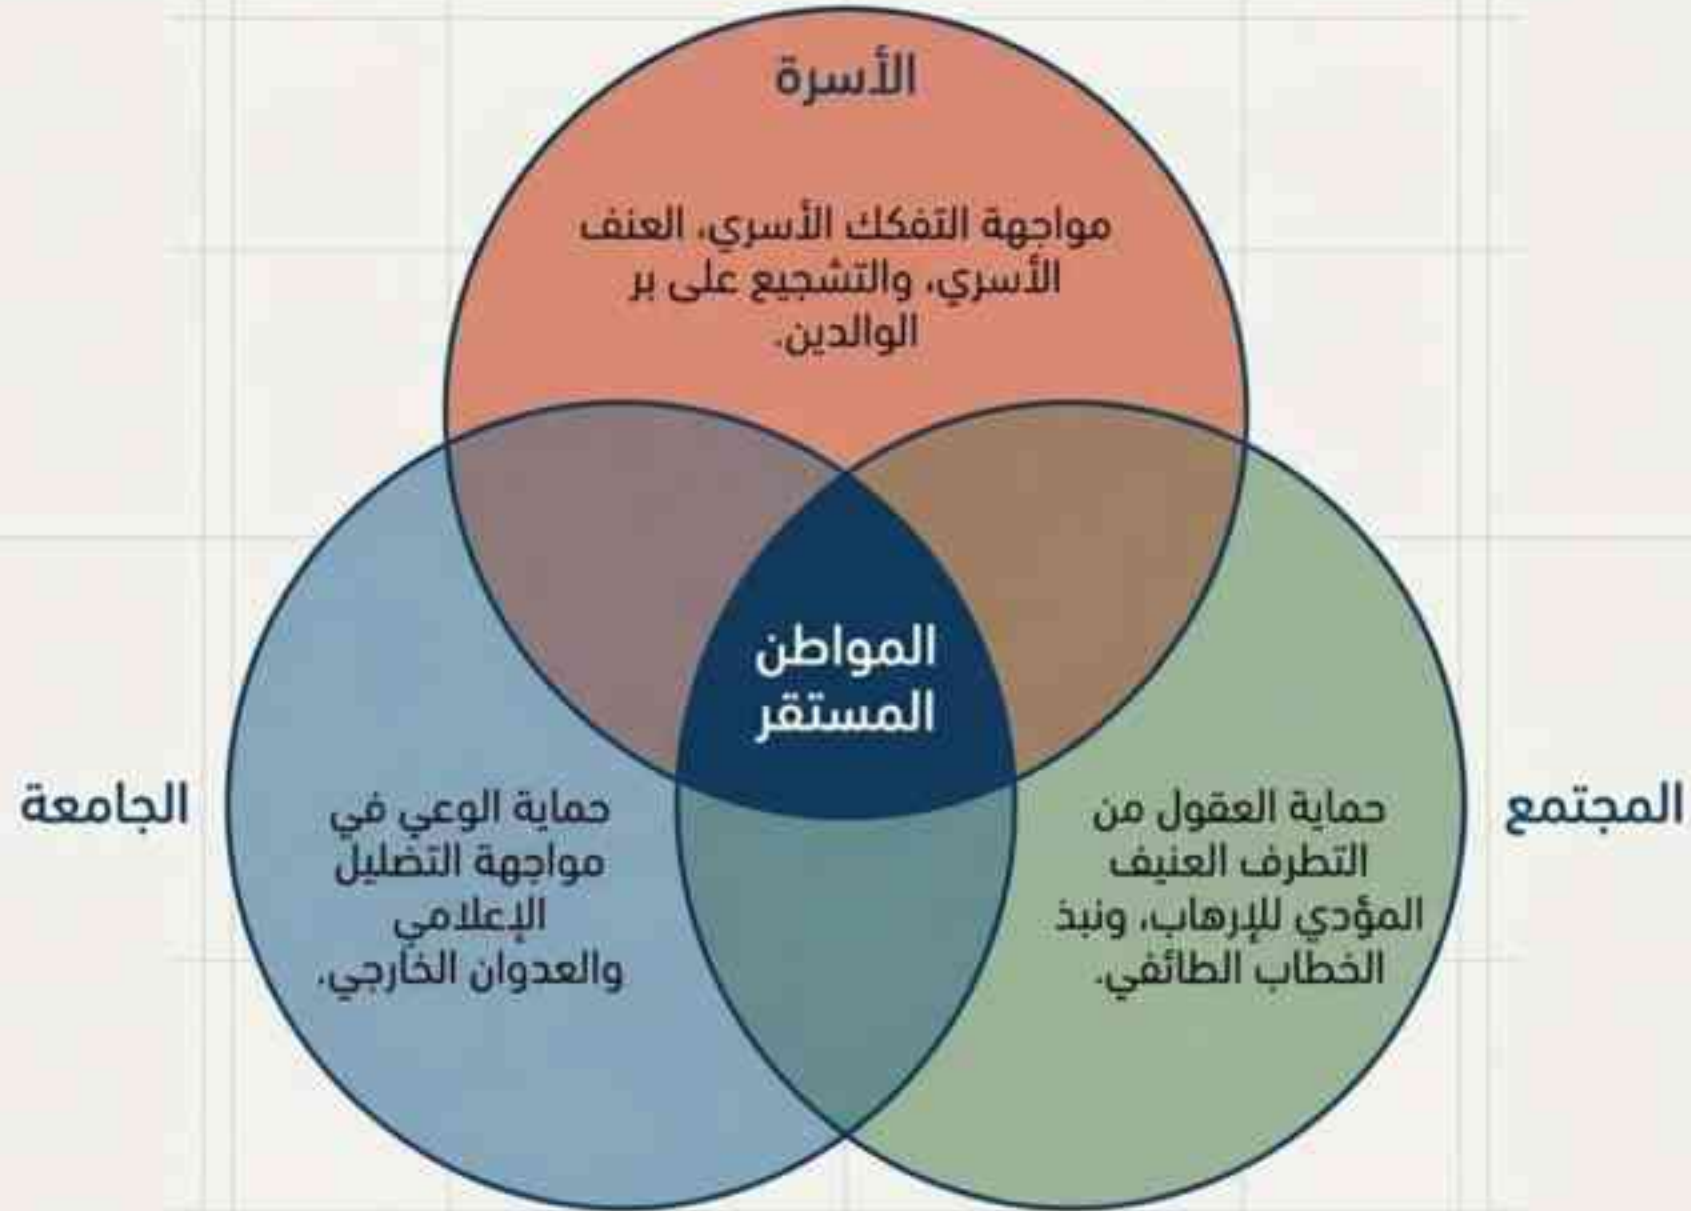 الأسرة
مواجهة التفكك الأسري، العنف
الأسري، والتشجيع على بر
الوالدين.
المواطن
المستقر
المجتمع
حماية العقول من
التطرف العنيف
المؤدي للإرهاب، ونبذ
الخطاب الطائفي.
الجامعة
حماية الوعي في
مواجهة التضليل
الإعلامي
والعدوان الخارجي.